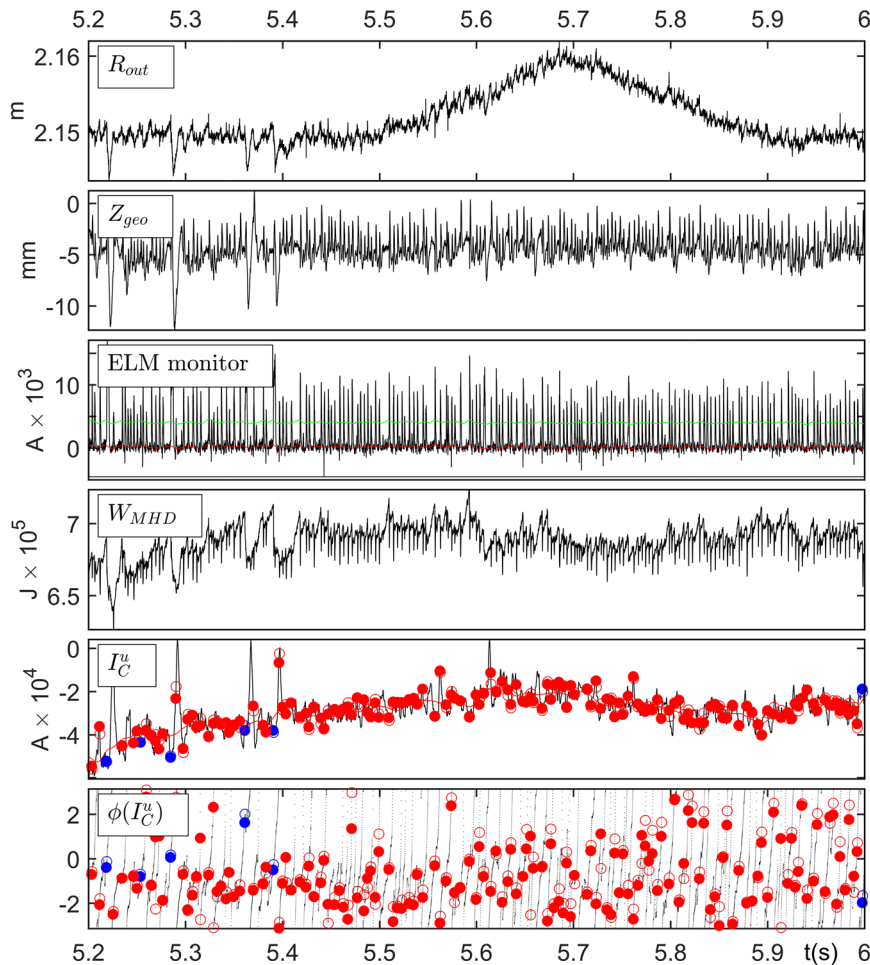 5.2 5.3 5.4 5.5 5.6 5.7 5.8 5.9 6
2.16
R_out
m
2.15
0
Z_geo
mm
-5
-10
ELM monitor
10
A × 10^3
0
7
W_MHD
J × 10^5
6.5
0
I_C^u
-2
A × 10^4
-4
2
ϕ(I_C^u)
0
-2
5.2 5.3 5.4 5.5 5.6 5.7 5.8 5.9 t(s) 6